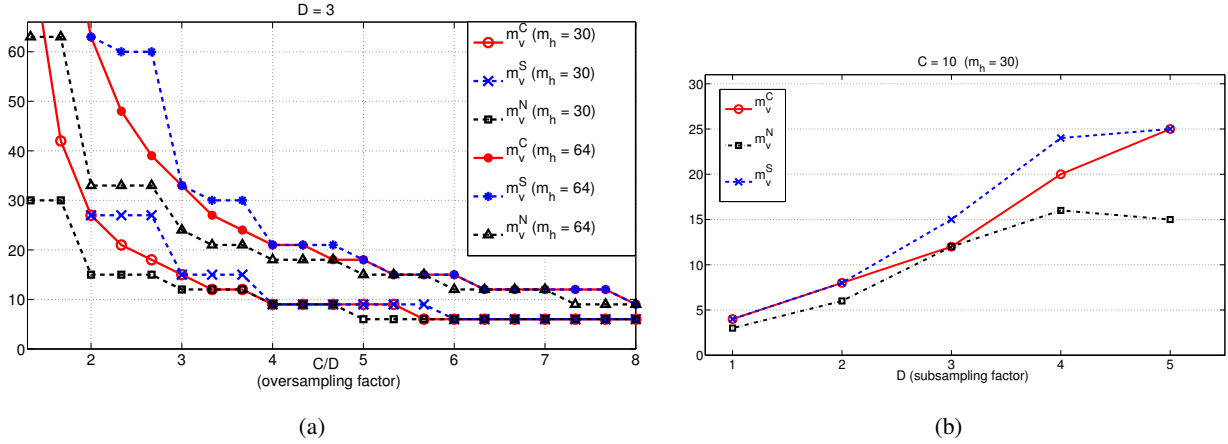 D = 3
60
50
40
30
20
10
0
2
3
4
5
6
7
8
C/D
(oversampling factor)
m_v^C (m_h = 30)
m_v^S (m_h = 30)
m_v^N (m_h = 30)
m_v^C (m_h = 64)
m_v^S (m_h = 64)
m_v^N (m_h = 64)
(a)
C = 10 (m_h = 30)
30
25
20
15
10
5
0
1
2
3
4
5
D (subsampling factor)
m_v^C
m_v^N
m_v^S
(b)